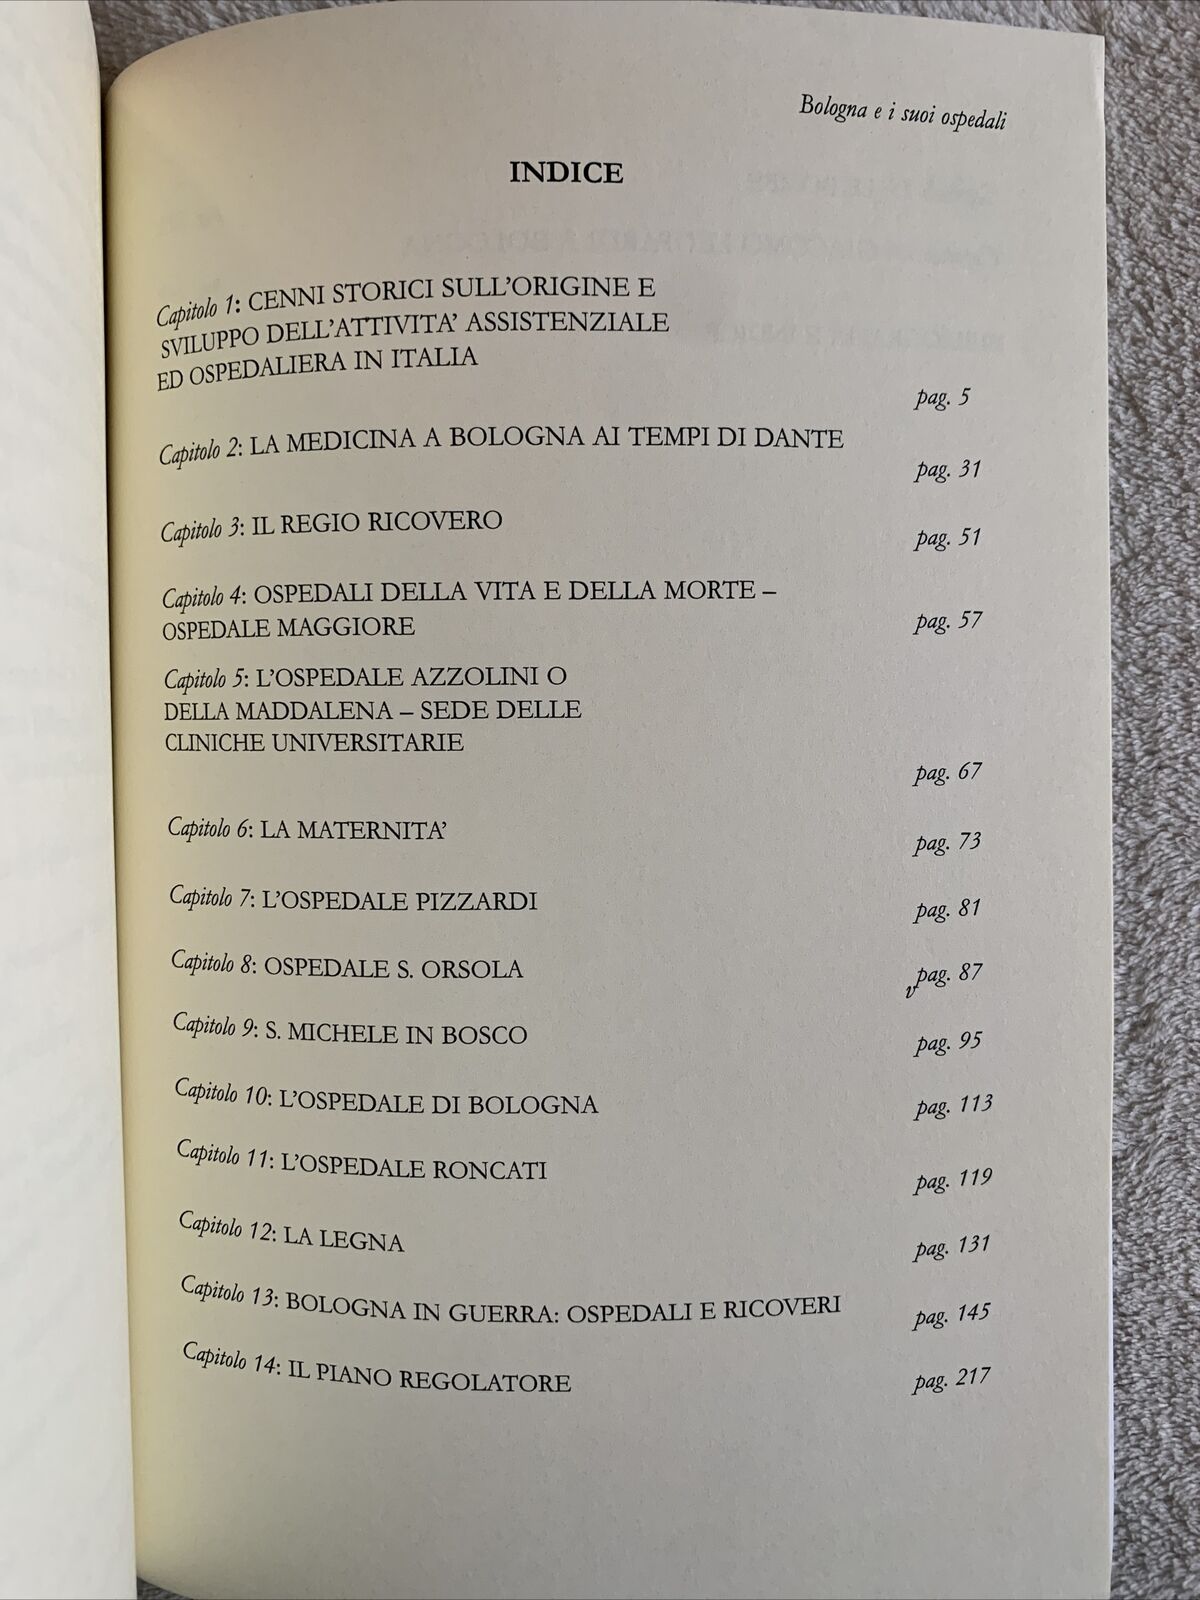 Bologna e i suoi ospedali
INDICE
Capitolo 1: CENNI STORICI SULL'ORIGINE E
SVILUPPO DELL'ATTIVITA' ASSISTENZIALE
ED OSPEDALIERA IN ITALIA
pag. 5
Capitolo 2: LA MEDICINA A BOLOGNA AI TEMPI DI DANTE
pag. 31
Capitolo 3: IL REGIO RICOVERO
pag. 51
Capitolo 4: OSPEDALI DELLA VITA E DELLA MORTE –
OSPEDALE MAGGIORE
pag. 57
Capitolo 5: L'OSPEDALE AZZOLINI O
DELLA MADDALENA – SEDE DELLE
CLINICHE UNIVERSITARIE
pag. 67
Capitolo 6: LA MATERNITA'
pag. 73
Capitolo 7: L'OSPEDALE PIZZARDI
pag. 81
Capitolo 8: OSPEDALE S. ORSOLA
pag. 87
v
Capitolo 9: S. MICHELE IN BOSCO
pag. 95
Capitolo 10: L'OSPEDALE DI BOLOGNA
pag. 113
Capitolo 11: L'OSPEDALE RONCATI
pag. 119
Capitolo 12: LA LEGNA
pag. 131
Capitolo 13: BOLOGNA IN GUERRA: OSPEDALI E RICOVERI
pag. 145
Capitolo 14: IL PIANO REGOLATORE
pag. 217